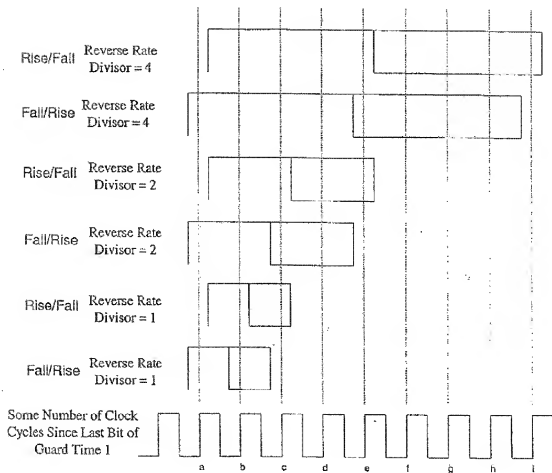 Rise/Fall Reverse Rate
Divisor = 4
Fall/Rise Reverse Rate
Divisor = 4
Rise/Fall Reverse Rate
Divisor = 2
Fall/Rise Reverse Rate
Divisor = 2
Rise/Fall Reverse Rate
Divisor = 1
Fall/Rise Reverse Rate
Divisor = 1
Some Number of Clock
Cycles Since Last Bit of
Guard Time 1
a b c d e f g h i